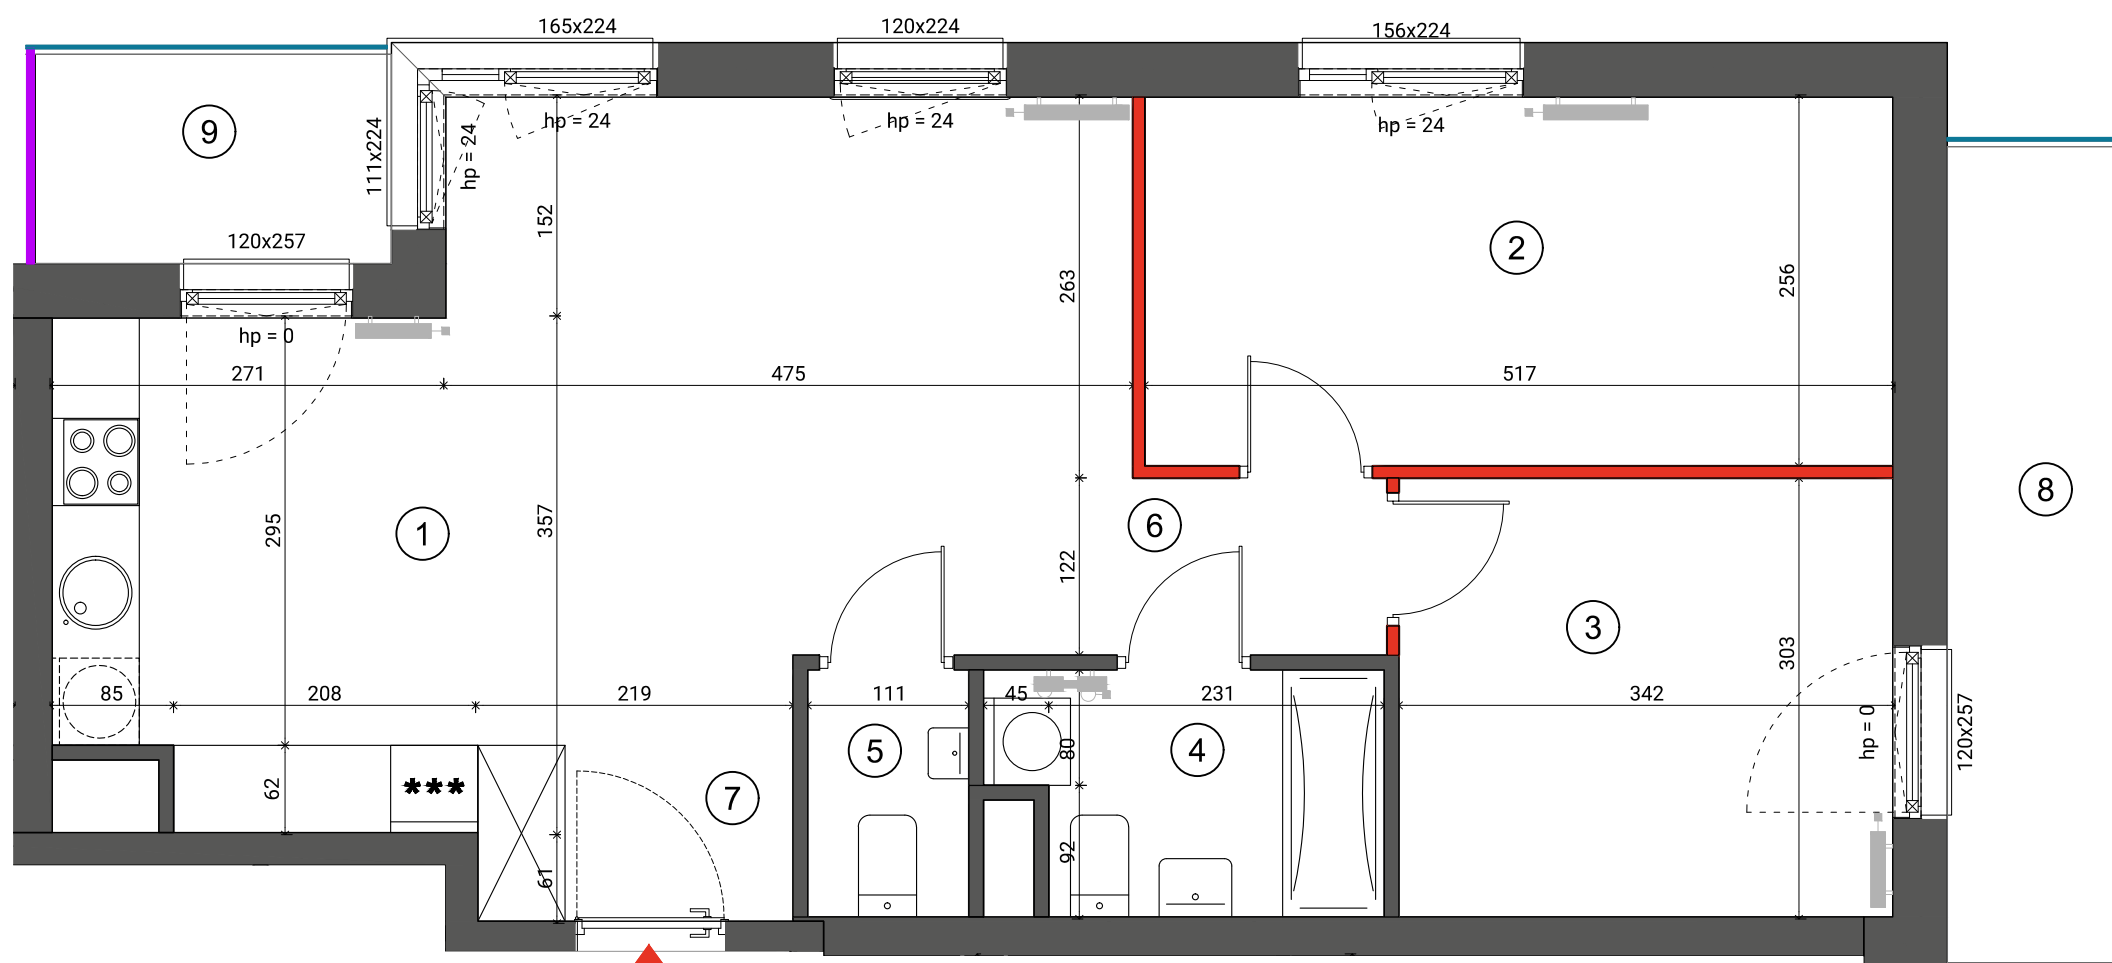 165x224
120x224
156x224
9
111x224
hp = 24
hp = 24
hp = 24
hp = 24
152
120x257
2
263
256
hp = 0
271
475
517
8
1
295
357
6
122
3
303
85
208
219
111
45
231
342
hp = 0
120x257
5
80
4
62
***
7
61
92